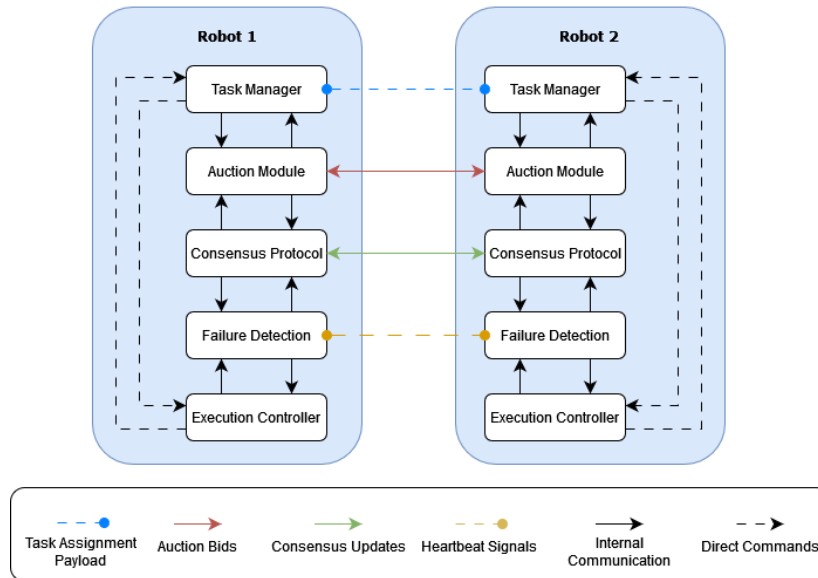 Robot 1
Robot 2
Task Manager
Task Manager
Auction Module
Auction Module
Consensus Protocol
Consensus Protocol
Failure Detection
Failure Detection
Execution Controller
Execution Controller
Task Assignment
Payload
Auction Bids
Consensus Updates
Heartbeat Signals
Internal
Communication
Direct Commands